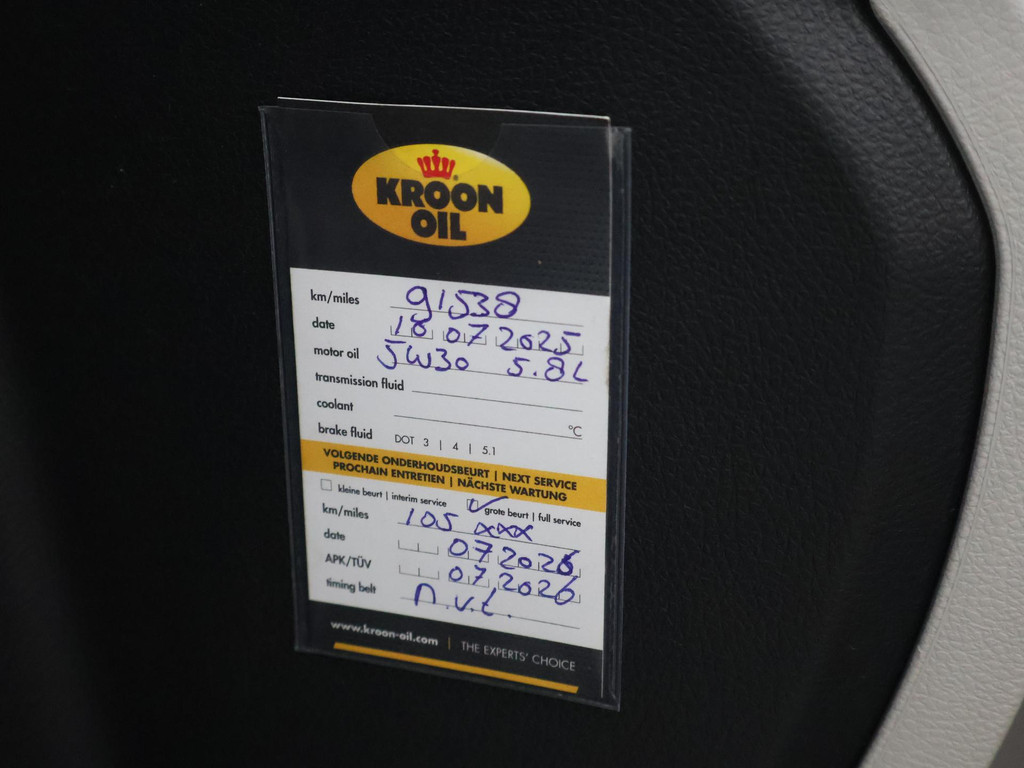 KROON
OIL
km/miles 91538
date 18 07 2025
motor oil 5W30 5.8L
transmission fluid
coolant °C
brake fluid DOT 3 | 4 | 5.1
VOLGENDE ONDERHOUDSBEURT | NEXT SERVICE
PROCHAIN ENTRETIEN | NÄCHSTE WARTUNG
kleine beurt | interim service grote beurt | full service
km/miles 105 xxx
date 07 2026
APK/TÜV 07 2026
timing belt n.v.t.
www.kroon-oil.com | THE EXPERTS' CHOICE